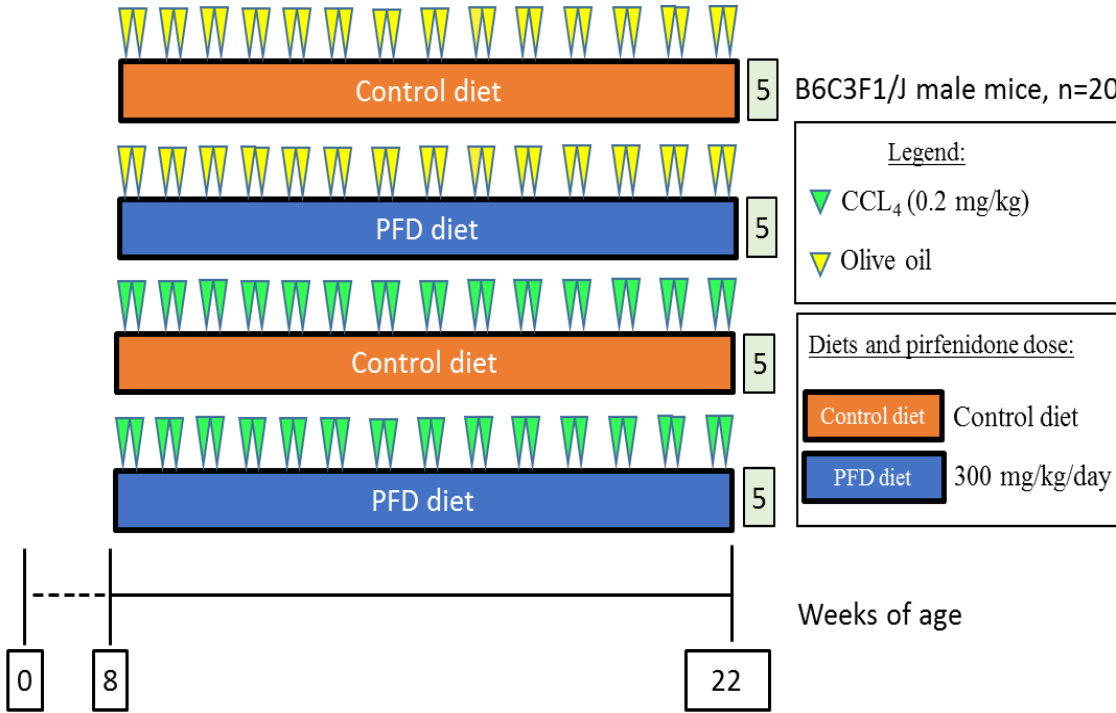 Control diet
5
B6C3F1/J male mice, n=20
PFD diet
5
Control diet
5
PFD diet
5
Legend:
CCL₄ (0.2 mg/kg)
Olive oil
Diets and pirfenidone dose:
Control diet
Control diet
PFD diet
300 mg/kg/day
Weeks of age
0
8
22